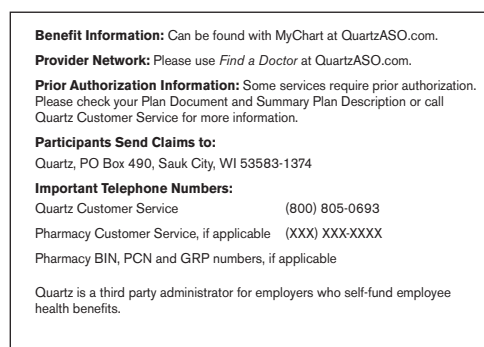 Benefit Information: Can be found with MyChart at QuartzASO.com.
Provider Network: Please use Find a Doctor at QuartzASO.com.
Prior Authorization Information: Some services require prior authorization.
Please check your Plan Document and Summary Plan Description or call
Quartz Customer Service for more information.
Participants Send Claims to:
Quartz, PO Box 490, Sauk City, WI 53583-1374
Important Telephone Numbers:
Quartz Customer Service (800) 805-0693
Pharmacy Customer Service, if applicable (XXX) XXX-XXXX
Pharmacy BIN, PCN and GRP numbers, if applicable
Quartz is a third party administrator for employers who self-fund employee
health benefits.